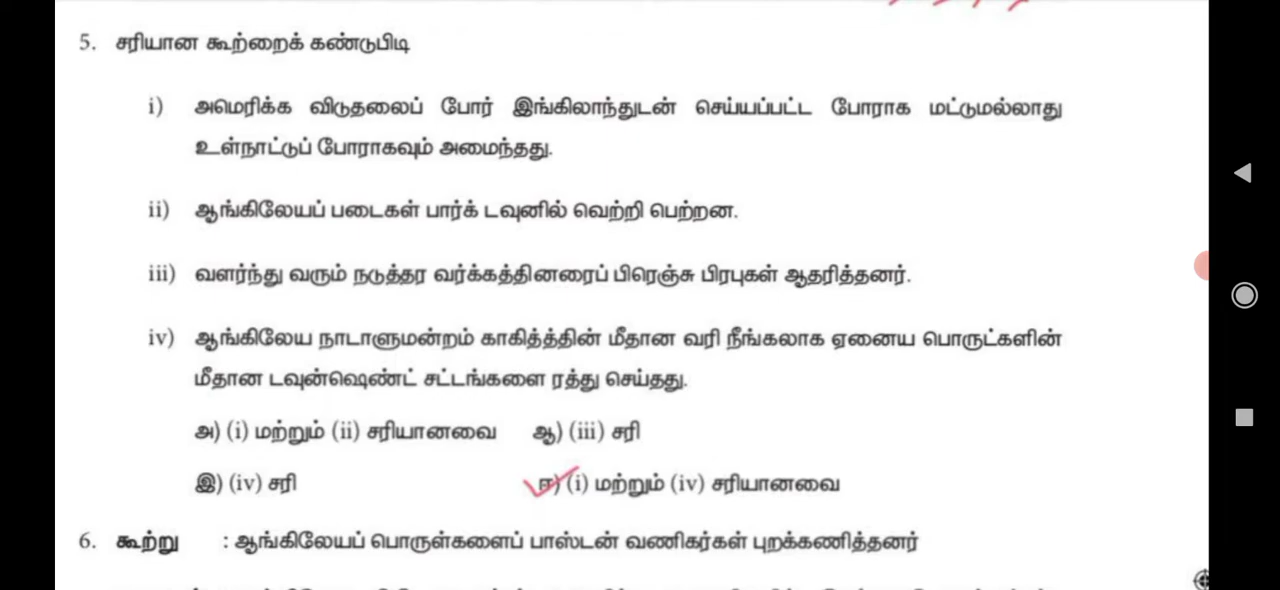 5. சரியான கூற்றைக் கண்டுபிடி
i) அமெரிக்க விடுதலைப் போர் இங்கிலாந்துடன் செய்யப்பட்ட போராக மட்டுமல்லாது
உள்நாட்டுப் போராகவும் அமைந்தது.
ii) ஆங்கிலேயப் படைகள் பார்க் டவுனில் வெற்றி பெற்றன.
iii) வளர்ந்து வரும் நடுத்தர வர்க்கத்தினரைப் பிரெஞ்சு பிரபுகள் ஆதரித்தனர்.
iv) ஆங்கிலேய நாடாளுமன்றம் காகித்த்தின் மீதான வரி நீங்கலாக ஏனைய பொருட்களின்
மீதான டவுன்ஷெண்ட் சட்டங்களை ரத்து செய்தது.
அ) (i) மற்றும் (ii) சரியானவை ஆ) (iii) சரி
இ) (iv) சரி ஈ) (i) மற்றும் (iv) சரியானவை
6. கூற்று : ஆங்கிலேயப் பொருள்களைப் பாஸ்டன் வணிகர்கள் புறக்கணித்தனர்